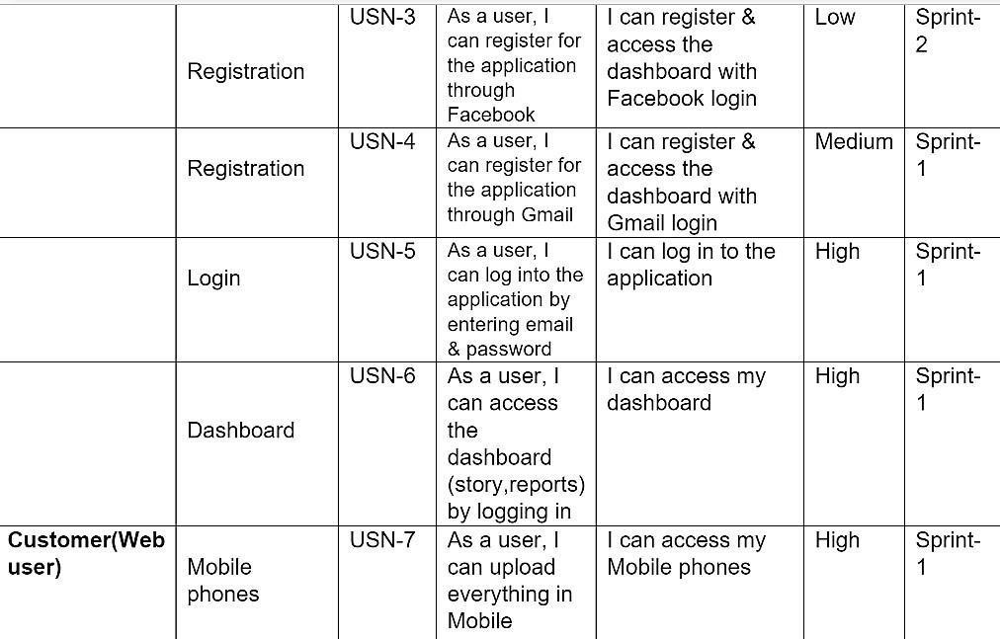 Registration
USN-3
As a user, I
can register for
the application
through
Facebook
I can register &
access the
dashboard with
Facebook login
Low
Sprint-
2
Registration
USN-4
As a user, I
can register for
the application
through Gmail
I can register &
access the
dashboard with
Gmail login
Medium
Sprint-
1
Login
USN-5
As a user, I
can log into the
application by
entering email
& password
I can log in to the
application
High
Sprint-
1
Dashboard
USN-6
As a user, I
can access
the
dashboard
(story,reports)
by logging in
I can access my
dashboard
High
Sprint-
1
Customer(Web
user)
Mobile
phones
USN-7
As a user, I
can upload
everything in
Mobile
I can access my
Mobile phones
High
Sprint-
1